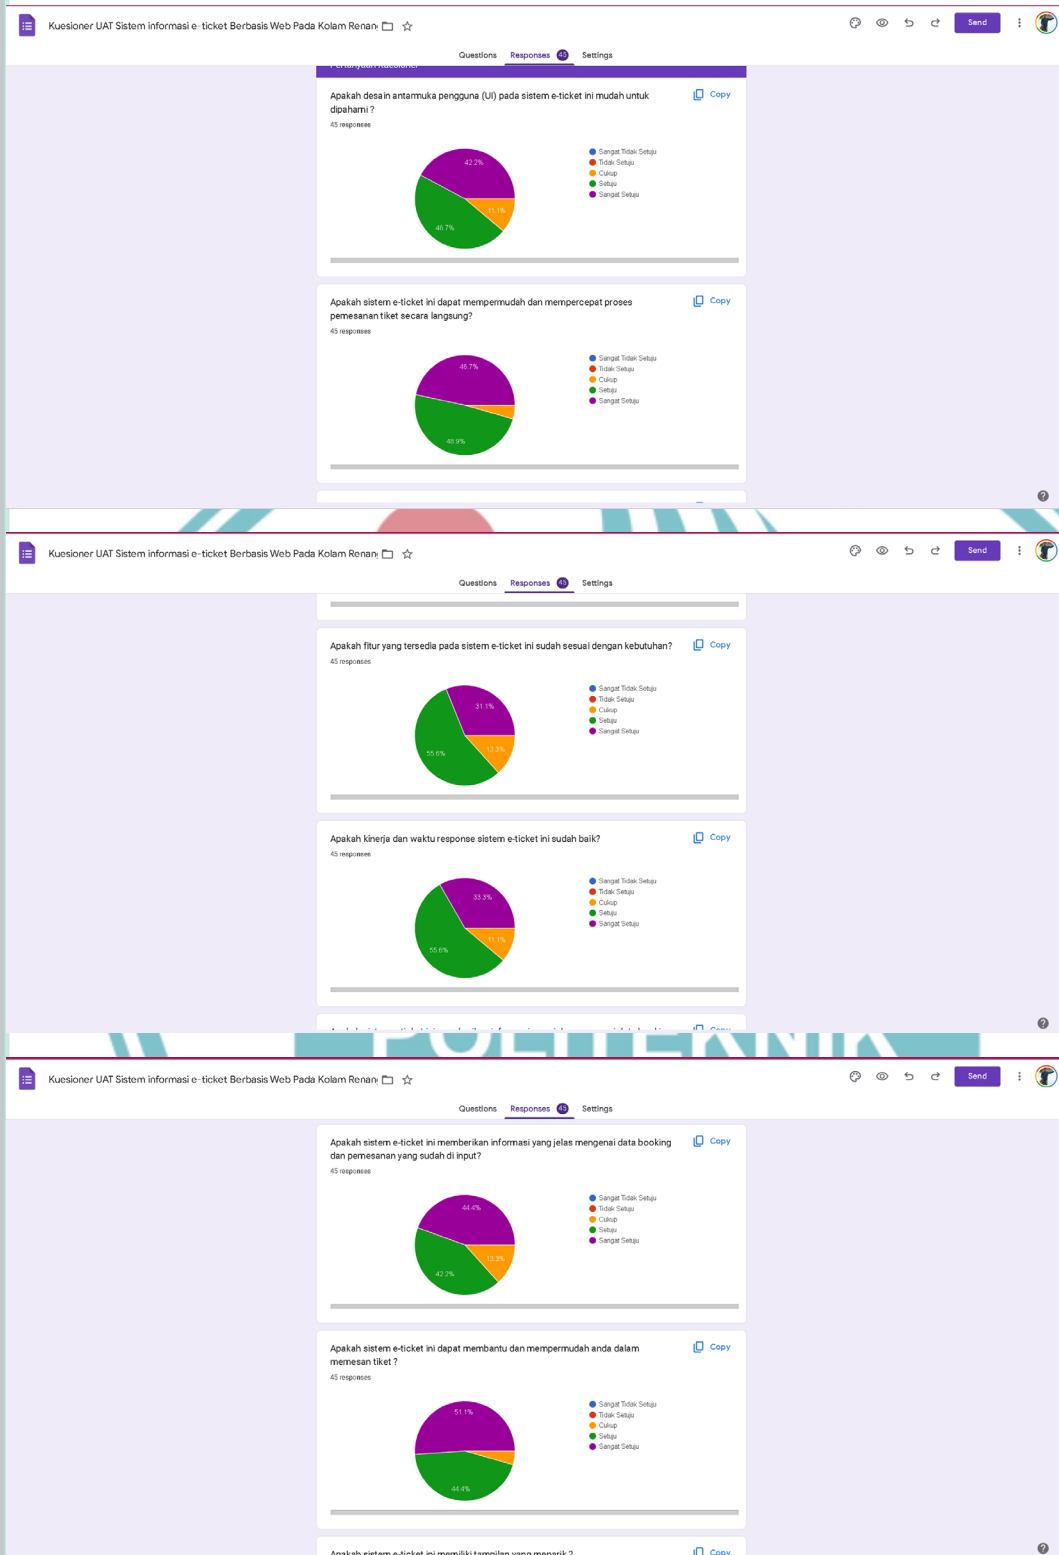 Kuesioner UAT Sistem informasi e-ticket Berbasis Web Pada Kolam Renan
Send
Questions Responses 45 Settings
Apakah desain antarmuka pengguna (UI) pada sistem e-ticket ini mudah untuk
dipahami ?
Copy
45 responses
42.2%
11.1%
46.7%
Sangat Tidak Setuju
Tidak Setuju
Cukup
Setuju
Sangat Setuju
Apakah sistem e-ticket ini dapat mempermudah dan mempercepat proses
pemesanan tiket secara langsung?
Copy
45 responses
46.7%
48.9%
Sangat Tidak Setuju
Tidak Setuju
Cukup
Setuju
Sangat Setuju
Kuesioner UAT Sistem informasi e-ticket Berbasis Web Pada Kolam Renan
Send
Questions Responses 45 Settings
Apakah fitur yang tersedia pada sistem e-ticket ini sudah sesuai dengan kebutuhan?
Copy
45 responses
31.1%
13.3%
55.6%
Sangat Tidak Setuju
Tidak Setuju
Cukup
Setuju
Sangat Setuju
Apakah kinerja dan waktu response sistem e-ticket ini sudah baik?
Copy
45 responses
33.3%
11.1%
55.6%
Sangat Tidak Setuju
Tidak Setuju
Cukup
Setuju
Sangat Setuju
POLITEKNIK
Kuesioner UAT Sistem informasi e-ticket Berbasis Web Pada Kolam Renan
Send
Questions Responses 45 Settings
Apakah sistem e-ticket ini memberikan informasi yang jelas mengenai data booking
dan pemesanan yang sudah di input?
Copy
45 responses
44.4%
13.3%
42.2%
Sangat Tidak Setuju
Tidak Setuju
Cukup
Setuju
Sangat Setuju
Apakah sistem e-ticket ini dapat membantu dan mempermudah anda dalam
memesan tiket ?
Copy
45 responses
51.1%
44.4%
Sangat Tidak Setuju
Tidak Setuju
Cukup
Setuju
Sangat Setuju
Apakah sistem e-ticket ini memiliki tampilan yang menarik ?
Copy